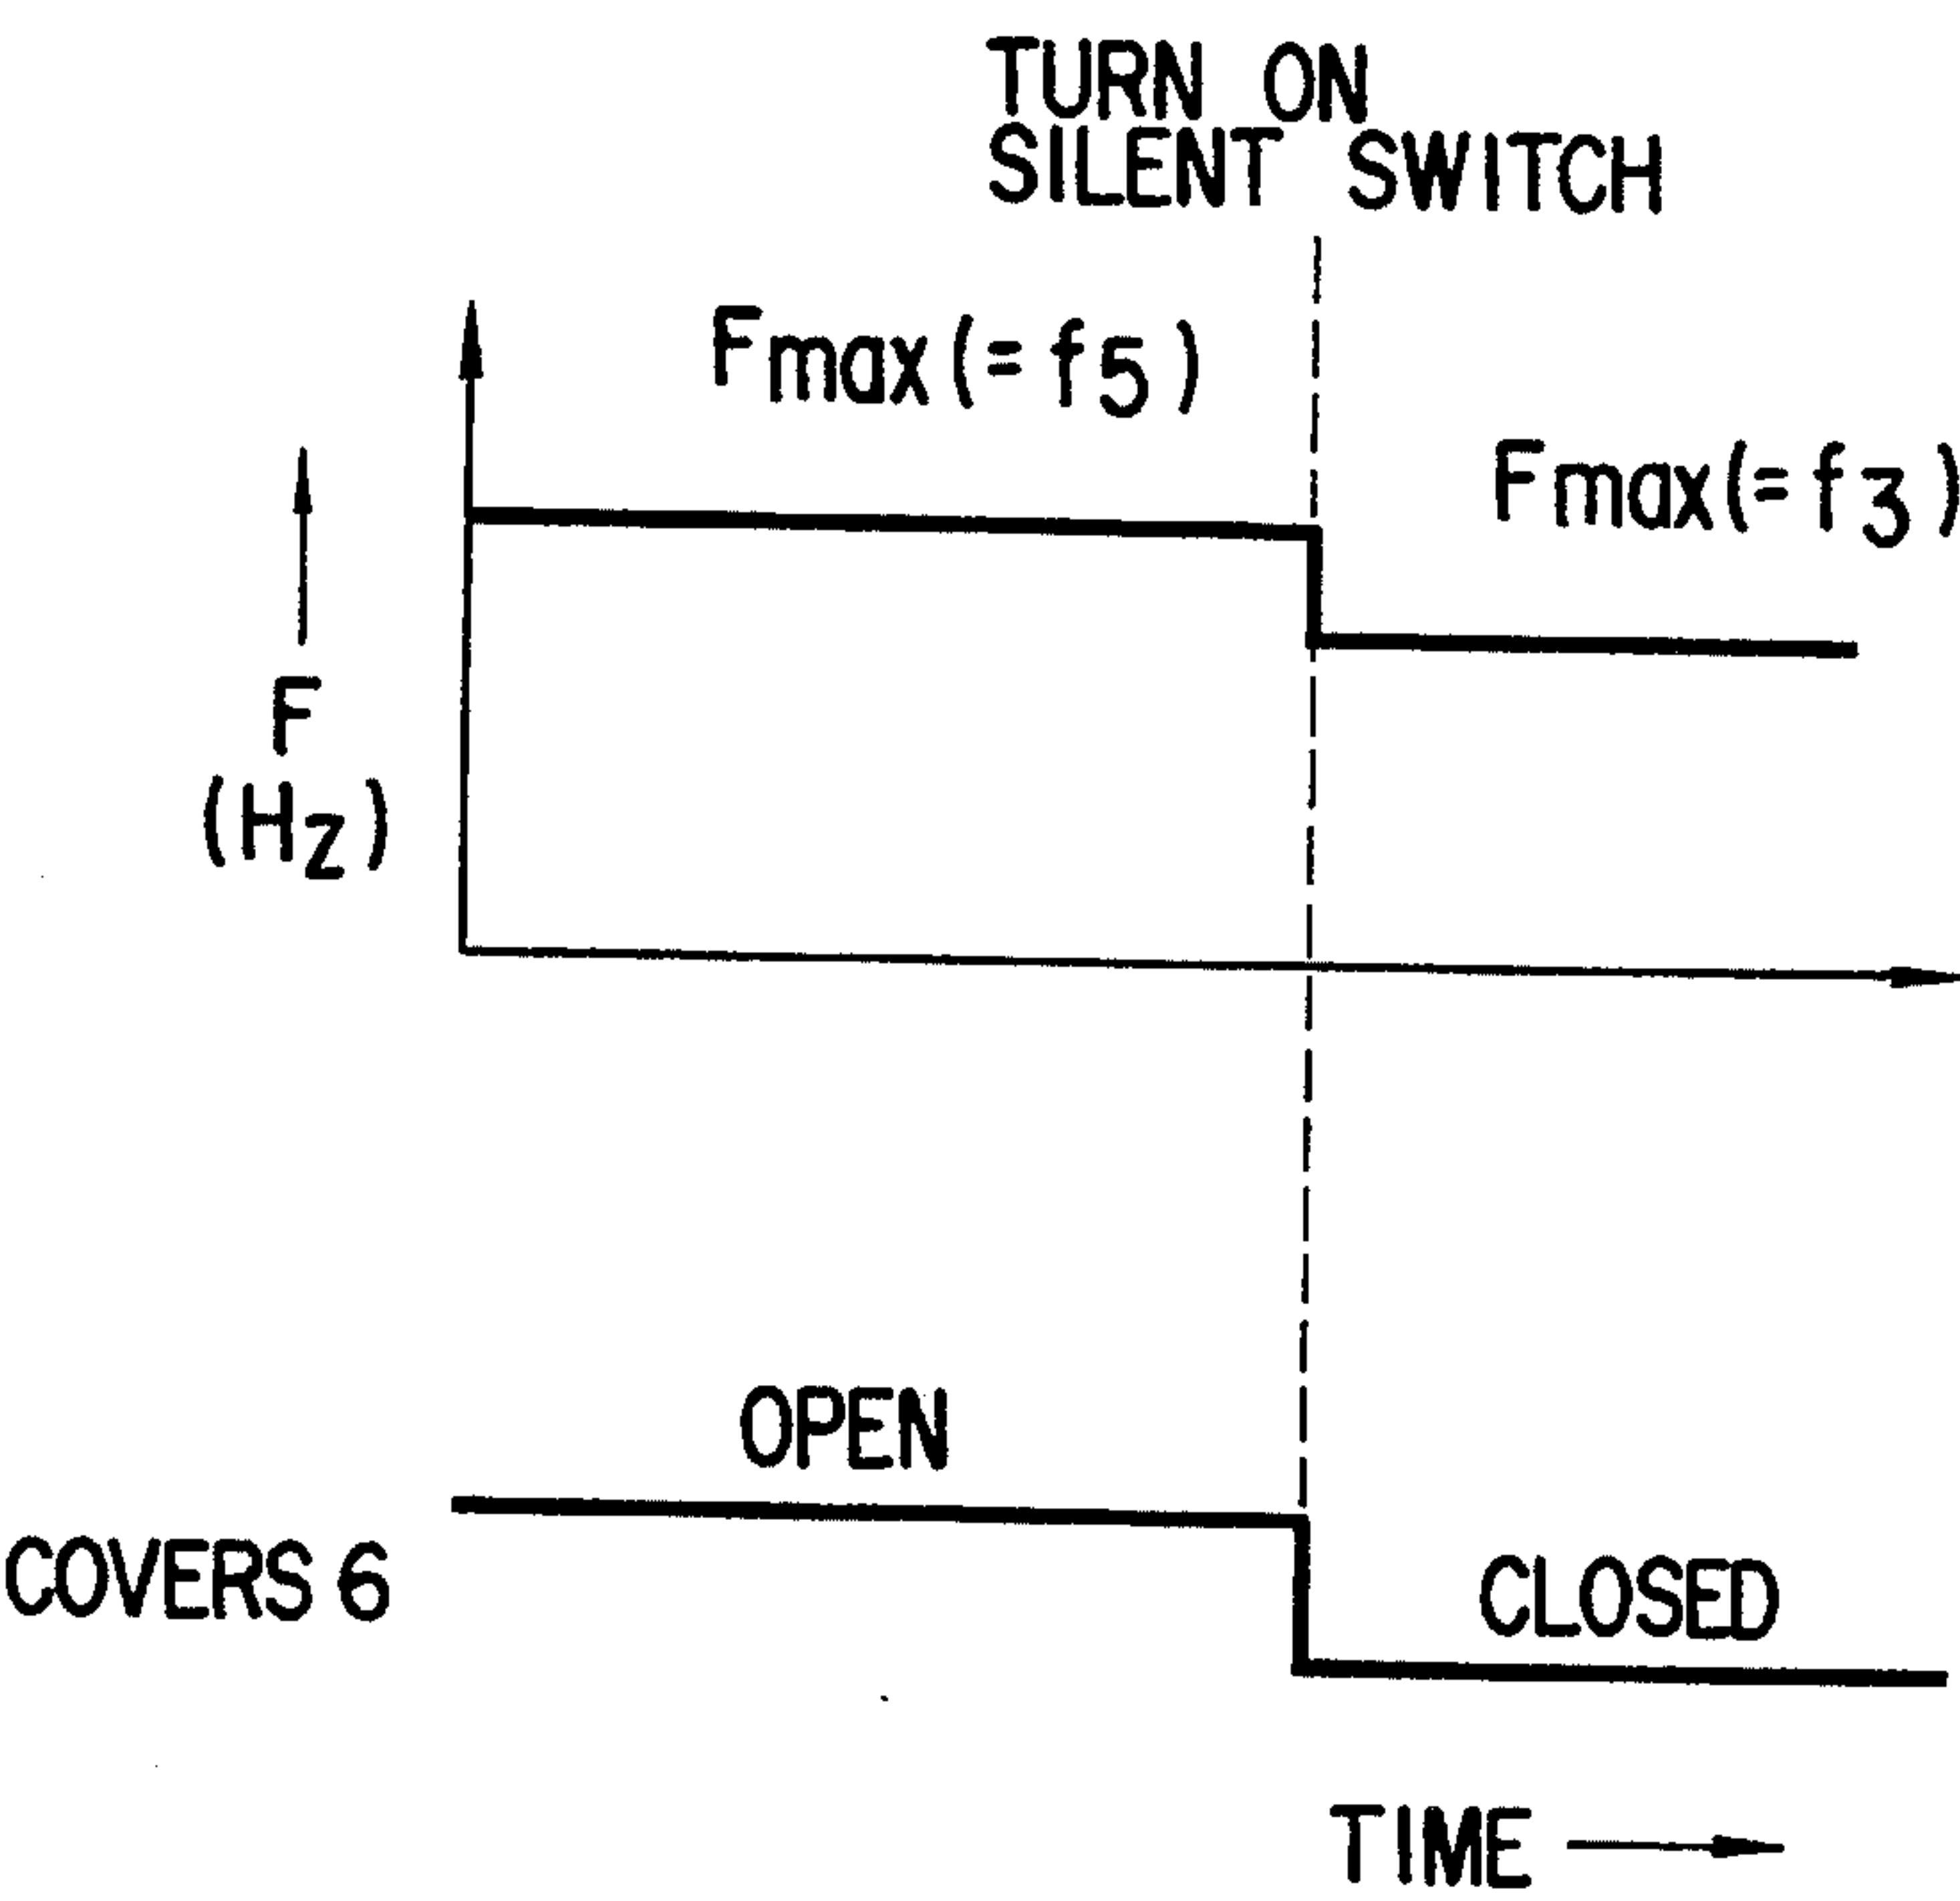 TURN ON
SILENT SWITCH
Fmax(=f5)
Fmax(=f3)
F
(Hz)
OPEN
COVERS 6
CLOSED
TIME